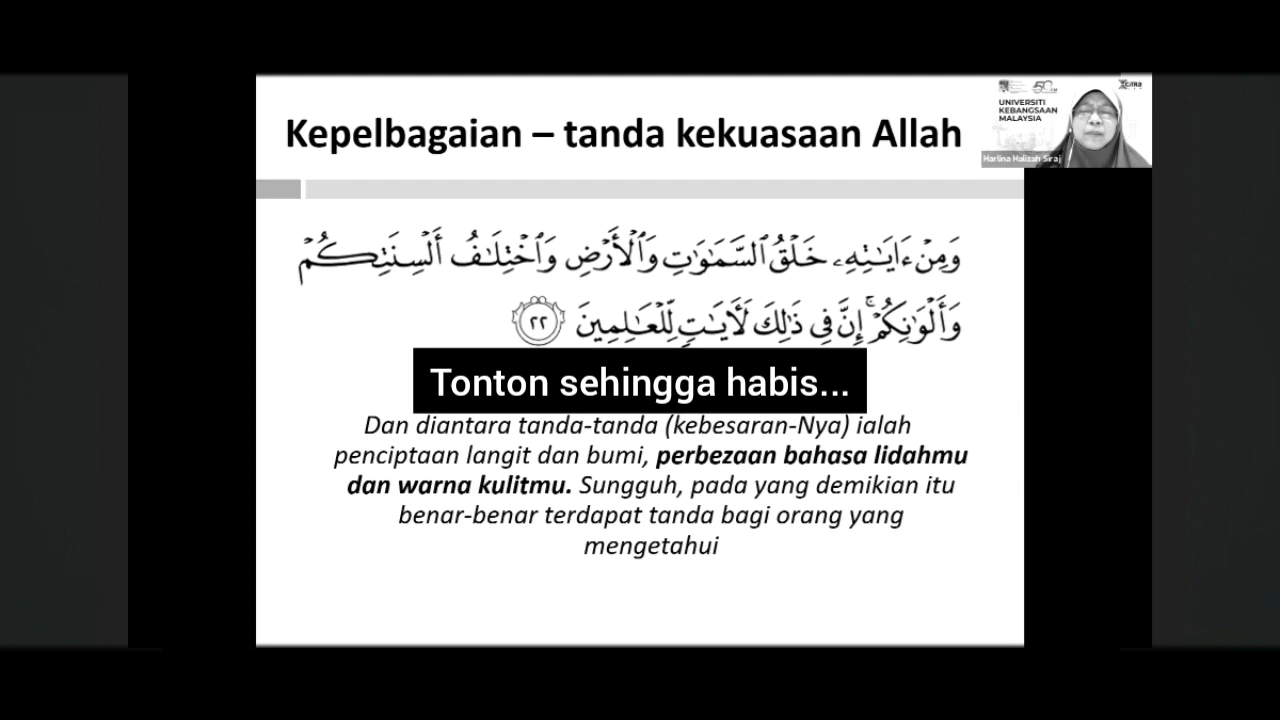 Kepelbagaian – tanda kekuasaan Allah
UNIVERSITI
KEBANGSAAN
MALAYSIA
Harlina Halizah Siraj
وَمِنْ ءَايَـٰتِهِۦ خَلْقُ ٱلسَّمَـٰوَٰتِ وَٱلْأَرْضِ وَٱخْتِلَـٰفُ أَلْسِنَتِكُمْ
وَأَلْوَٰنِكُمْ ۚ إِنَّ فِى ذَٰلِكَ لَـَٔايَـٰتٍ لِّلْعَـٰلِمِينَ ٢٢
Tonton sehingga habis...
Dan diantara tanda-tanda (kebesaran-Nya) ialah
penciptaan langit dan bumi, perbezaan bahasa lidahmu
dan warna kulitmu. Sungguh, pada yang demikian itu
benar-benar terdapat tanda bagi orang yang
mengetahui